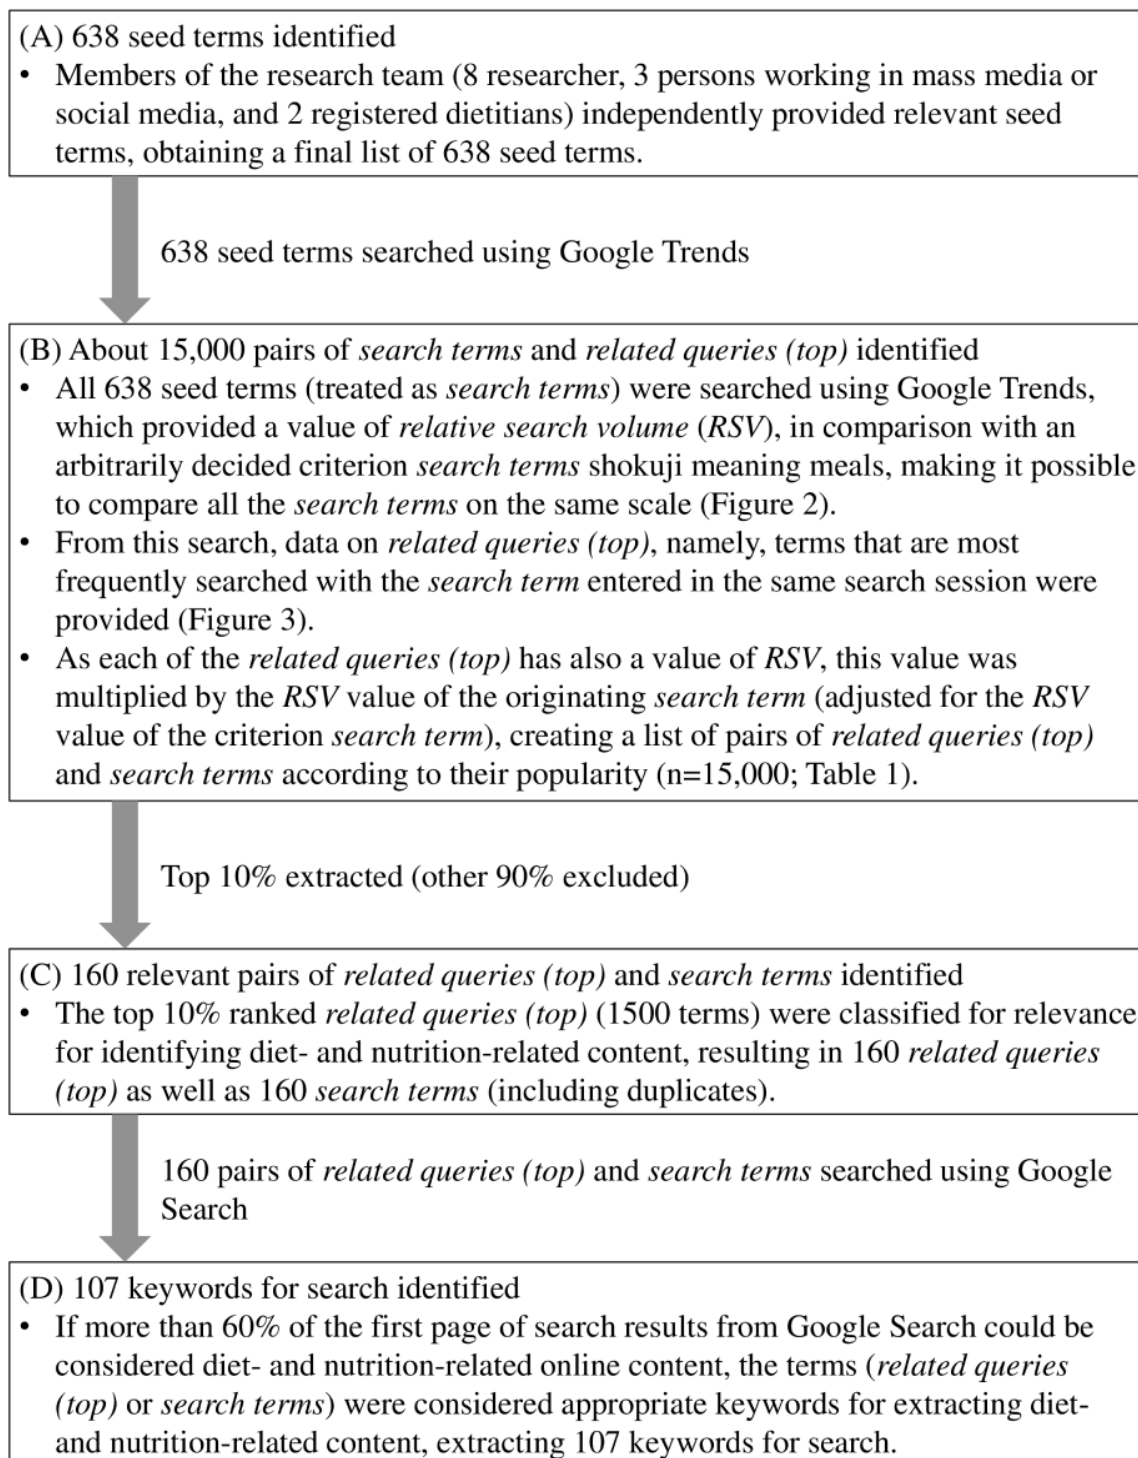 (A) 638 seed terms identified
• Members of the research team (8 researcher, 3 persons working in mass media or
social media, and 2 registered dietitians) independently provided relevant seed
terms, obtaining a final list of 638 seed terms.
638 seed terms searched using Google Trends
(B) About 15,000 pairs of search terms and related queries (top) identified
• All 638 seed terms (treated as search terms) were searched using Google Trends,
which provided a value of relative search volume (RSV), in comparison with an
arbitrarily decided criterion search terms shokuji meaning meals, making it possible
to compare all the search terms on the same scale (Figure 2).
• From this search, data on related queries (top), namely, terms that are most
frequently searched with the search term entered in the same search session were
provided (Figure 3).
• As each of the related queries (top) has also a value of RSV, this value was
multiplied by the RSV value of the originating search term (adjusted for the RSV
value of the criterion search term), creating a list of pairs of related queries (top)
and search terms according to their popularity (n=15,000; Table 1).
Top 10% extracted (other 90% excluded)
(C) 160 relevant pairs of related queries (top) and search terms identified
• The top 10% ranked related queries (top) (1500 terms) were classified for relevance
for identifying diet- and nutrition-related content, resulting in 160 related queries
(top) as well as 160 search terms (including duplicates).
160 pairs of related queries (top) and search terms searched using Google
Search
(D) 107 keywords for search identified
• If more than 60% of the first page of search results from Google Search could be
considered diet- and nutrition-related online content, the terms (related queries
(top) or search terms) were considered appropriate keywords for extracting diet-
and nutrition-related content, extracting 107 keywords for search.